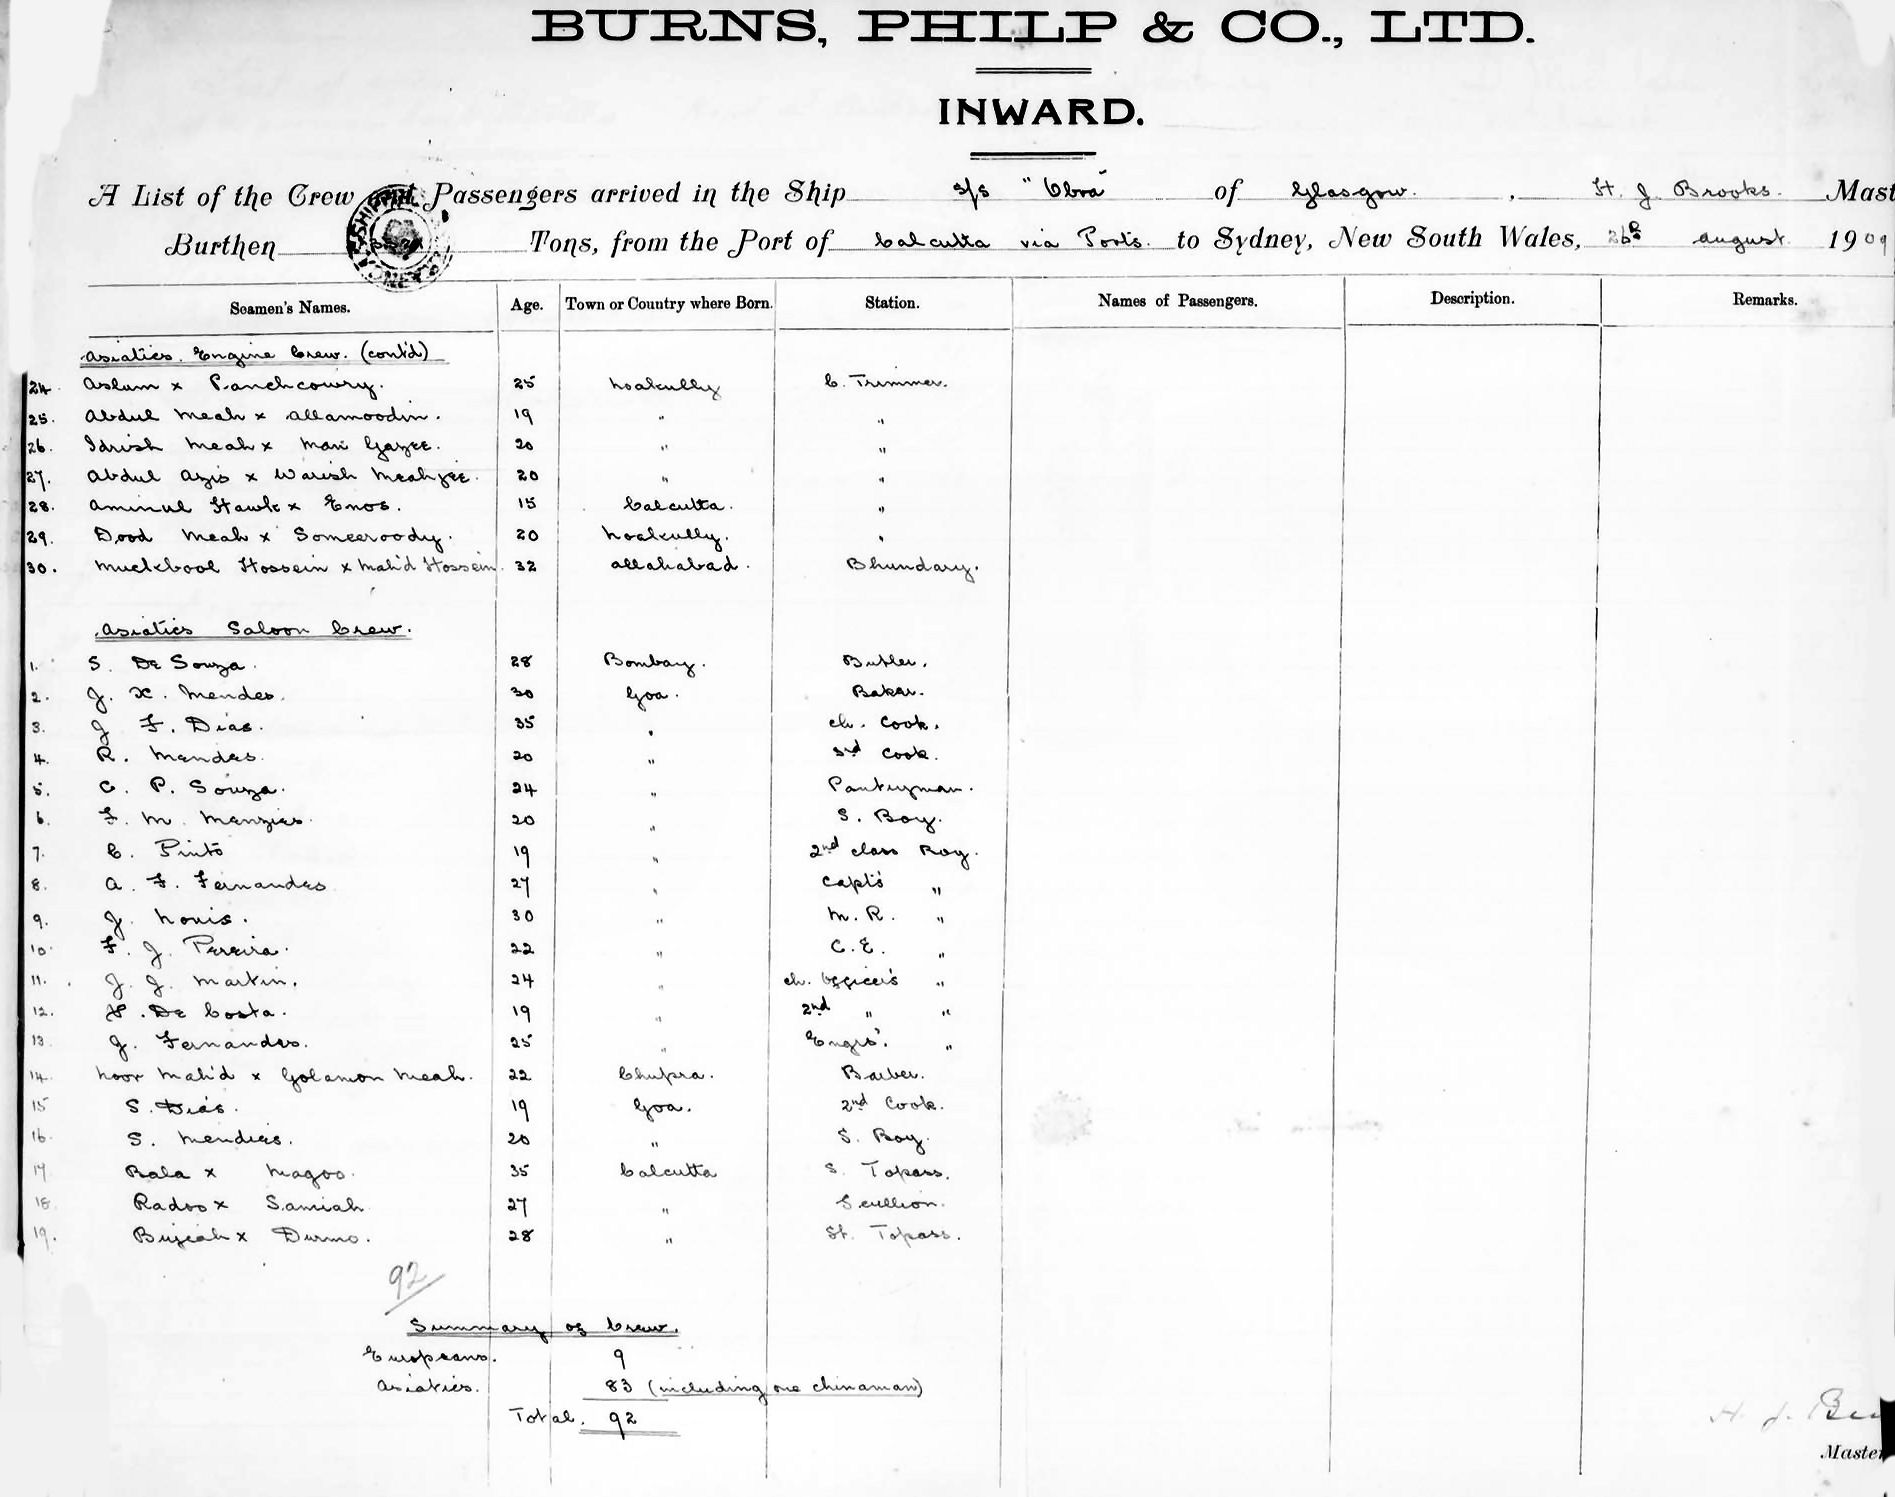 BURNS, PHILP & CO., LTD.
INWARD.
A List of the Crew and Passengers arrived in the Ship s/s "Obra" of Glasgow. , H. J. Brooks. Mast
Burthen Tons, from the Port of Calcutta via Ports. to Sydney, New South Wales, 26th August 1909
Seamen's Names. Age. Town or Country where Born. Station. Names of Passengers. Description. Remarks.
Asiatics. Engine Crew. (contd)
24. Aslum x Panchcowry. 25 Noakully C. Trimmer.
25. Abdul Meah x Allamoodin. 19 " "
26. Idrish Meah x Mari Gazee. 20 " "
27. Abdul Azis x Warish Meahjee. 20 " "
28. Aminul Hawk x Enos. 15 Calcutta. "
29. Dood Meah x Someeroody. 20 Noakully. "
30. Muckbool Hossein x Mah'd Hossein. 32 Allahabad. Bhundary.
Asiatics Saloon Crew.
1. S. De Souza. 28 Bombay. Butler.
2. J. X. Mendes. 30 Goa. Baker.
3. J. F. Dias. 35 " Ch. Cook.
4. R. Mendes. 20 " 3rd Cook.
5. C. P. Souza. 24 " Pantryman.
6. F. M. Menzies. 20 " S. Boy.
7. C. Pinto 19 " 2nd Class Boy.
8. A. F. Fernandes 27 " Capt's "
9. J. Louis. 30 " M. R. "
10. F. J. Pereira. 22 " C. E. "
11. J. J. Martin. 24 " Ch. Officer's "
12. De Costa. 19 " 2nd " "
13 J. Fernandes. 25 " Engrs'. "
14. Noor Mah'd x Golamon Meah. 22 Chupra. Barber.
15 S. Dias. 19 Goa. 2nd Cook.
16. S. Mendies. 20 " S. Boy.
17 Bala x Magoo. 35 Calcutta S. Topass.
18. Radoo x Samiah 27 " Scullion.
19. Bujeah x Durmo. 28 " St. Topass.
92
Summary of Crew.
Europeans. 9
Asiatics. 83 (including one chinaman)
Total. 92
H. J.
Master